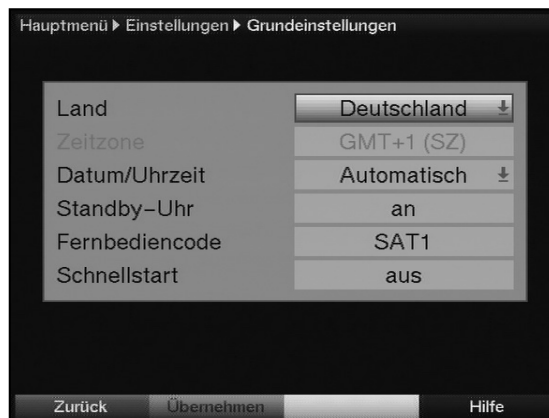 Hauptmenü ▶ Einstellungen ▶ Grundeinstellungen
Land Deutschland
Zeitzone GMT+1 (SZ)
Datum/Uhrzeit Automatisch
Standby-Uhr an
Fernbediencode SAT1
Schnellstart aus
Zurück Übernehmen Hilfe